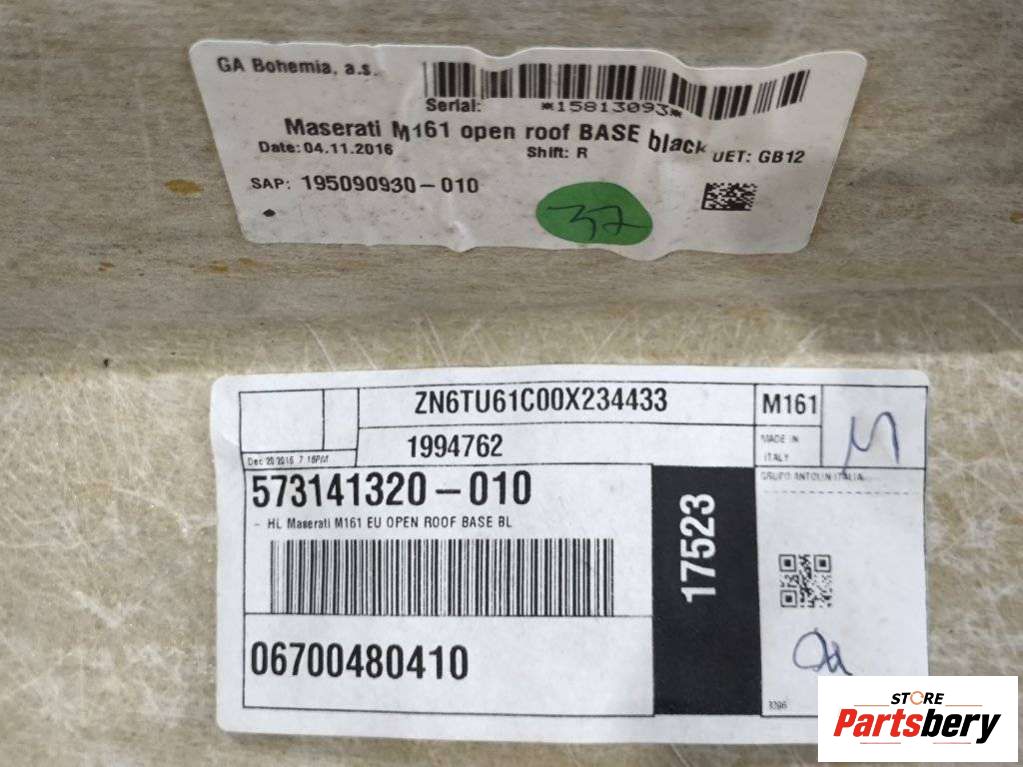 GA Bohemia, a.s.
Serial: *15813093*
Maserati M161 open roof BASE black
Date: 04.11.2016 Shift: R UET: GB12
SAP: 195090930-010
37
ZN6TU61C00X234433 M161
1994762 MADE IN ITALY
Dec 20 2016 7:16PM
573141320-010 GRUPO ANTOLIN ITALIA
- HL Maserati M161 EU OPEN ROOF BASE BL
17523
06700480410
3296
STORE
Partsbery